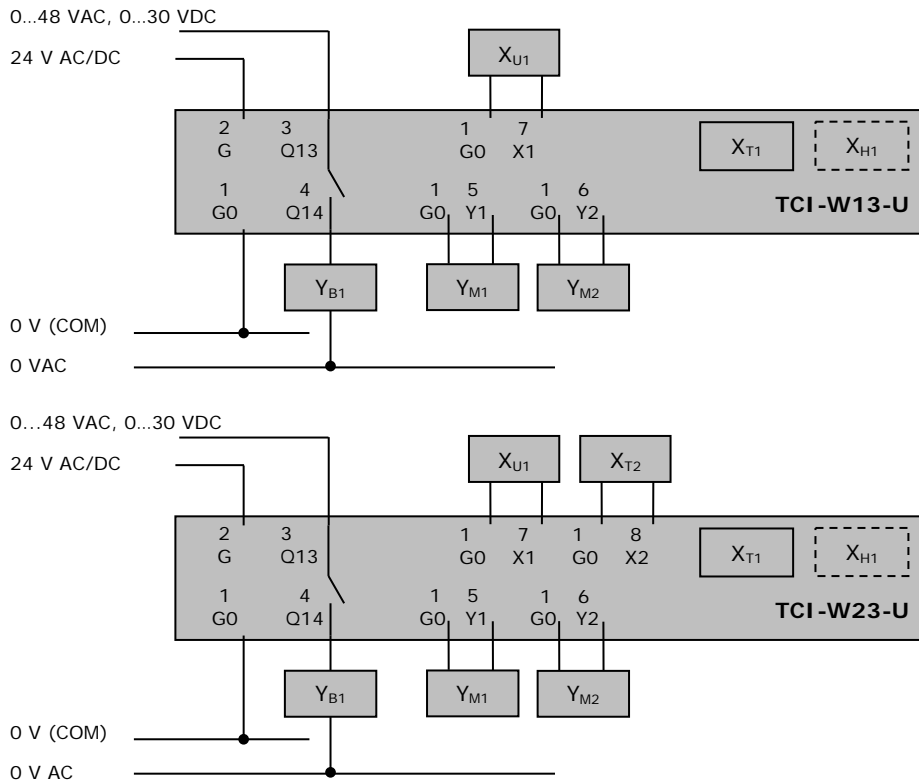 0...48 VAC, 0...30 VDC
24 V AC/DC
XU1
2 3 1 7
G Q13 G0 X1
XT1 XH1
1 4 1 5 1 6
G0 Q14 G0 Y1 G0 Y2
TCI-W13-U
YB1 YM1 YM2
0 V (COM)
0 VAC
0...48 VAC, 0...30 VDC
24 V AC/DC
XU1 XT2
2 3 1 7 1 8
G Q13 G0 X1 G0 X2
XT1 XH1
1 4 1 5 1 6
G0 Q14 G0 Y1 G0 Y2
TCI-W23-U
YB1 YM1 YM2
0 V (COM)
0 V AC